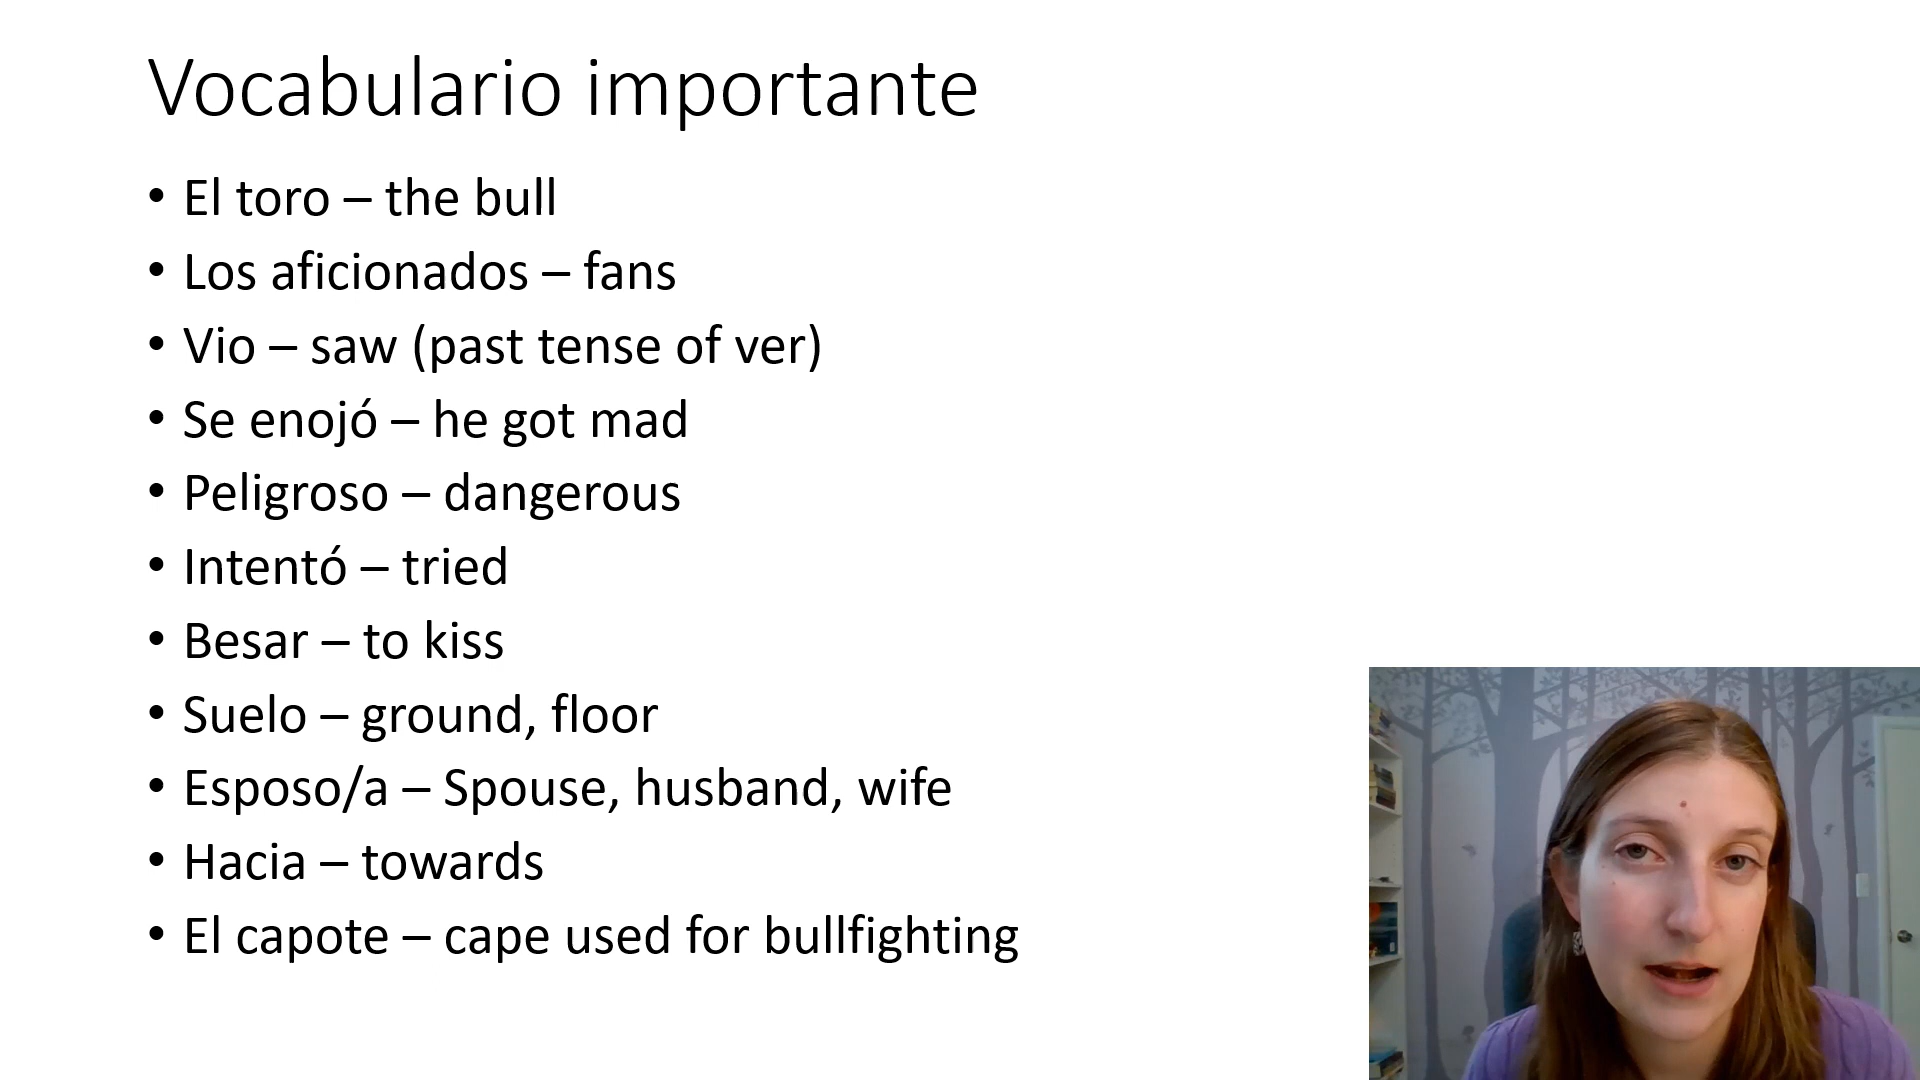 Vocabulario importante
• El toro – the bull
• Los aficionados – fans
• Vio – saw (past tense of ver)
• Se enojó – he got mad
• Peligroso – dangerous
• Intentó – tried
• Besar – to kiss
• Suelo – ground, floor
• Esposo/a – Spouse, husband, wife
• Hacia – towards
• El capote – cape used for bullfighting